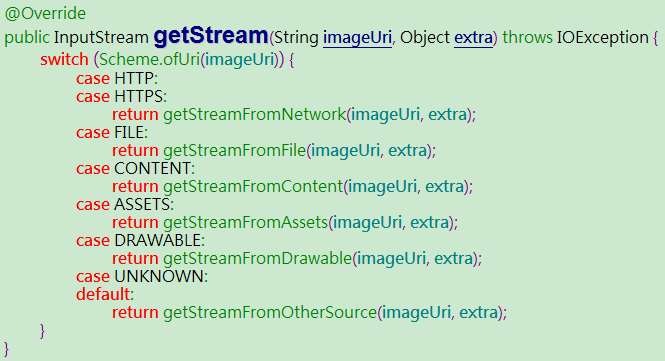 @Override
public InputStream getStream(String imageUri, Object extra) throws IOException {
switch (Scheme.ofUri(imageUri)) {
case HTTP:
case HTTPS:
return getStreamFromNetwork(imageUri, extra);
case FILE:
return getStreamFromFile(imageUri, extra);
case CONTENT:
return getStreamFromContent(imageUri, extra);
case ASSETS:
return getStreamFromAssets(imageUri, extra);
case DRAWABLE:
return getStreamFromDrawable(imageUri, extra);
case UNKNOWN:
default:
return getStreamFromOtherSource(imageUri, extra);
}
}